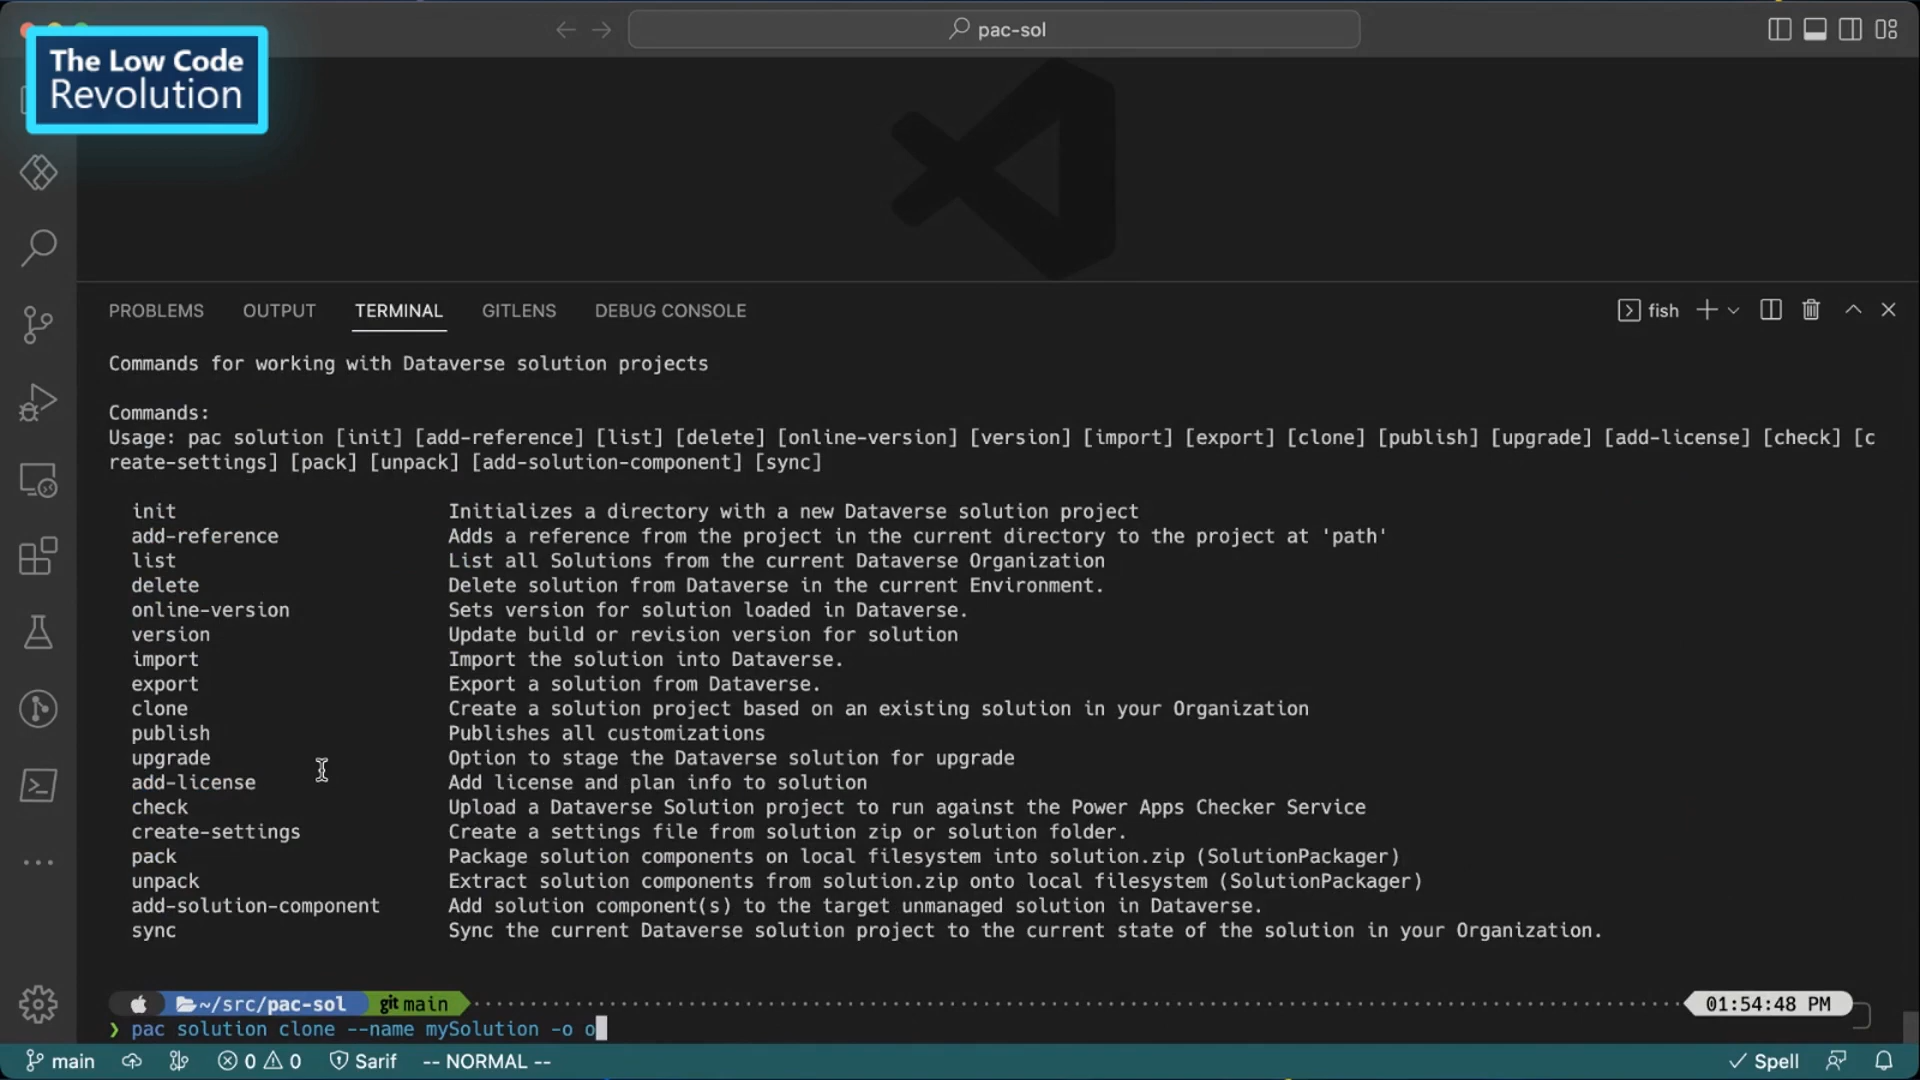 pac-sol
The Low Code
Revolution
PROBLEMS OUTPUT TERMINAL GITLENS DEBUG CONSOLE fish
Commands for working with Dataverse solution projects
Commands:
Usage: pac solution [init] [add-reference] [list] [delete] [online-version] [version] [import] [export] [clone] [publish] [upgrade] [add-license] [check] [c
reate-settings] [pack] [unpack] [add-solution-component] [sync]
init Initializes a directory with a new Dataverse solution project
add-reference Adds a reference from the project in the current directory to the project at 'path'
list List all Solutions from the current Dataverse Organization
delete Delete solution from Dataverse in the current Environment.
online-version Sets version for solution loaded in Dataverse.
version Update build or revision version for solution
import Import the solution into Dataverse.
export Export a solution from Dataverse.
clone Create a solution project based on an existing solution in your Organization
publish Publishes all customizations
upgrade Option to stage the Dataverse solution for upgrade
add-license Add license and plan info to solution
check Upload a Dataverse Solution project to run against the Power Apps Checker Service
create-settings Create a settings file from solution zip or solution folder.
pack Package solution components on local filesystem into solution.zip (SolutionPackager)
unpack Extract solution components from solution.zip onto local filesystem (SolutionPackager)
add-solution-component Add solution component(s) to the target unmanaged solution in Dataverse.
sync Sync the current Dataverse solution project to the current state of the solution in your Organization.
~/src/pac-sol git main 01:54:48 PM
❯ pac solution clone --name mySolution -o o
main 0 0 Sarif -- NORMAL -- Spell